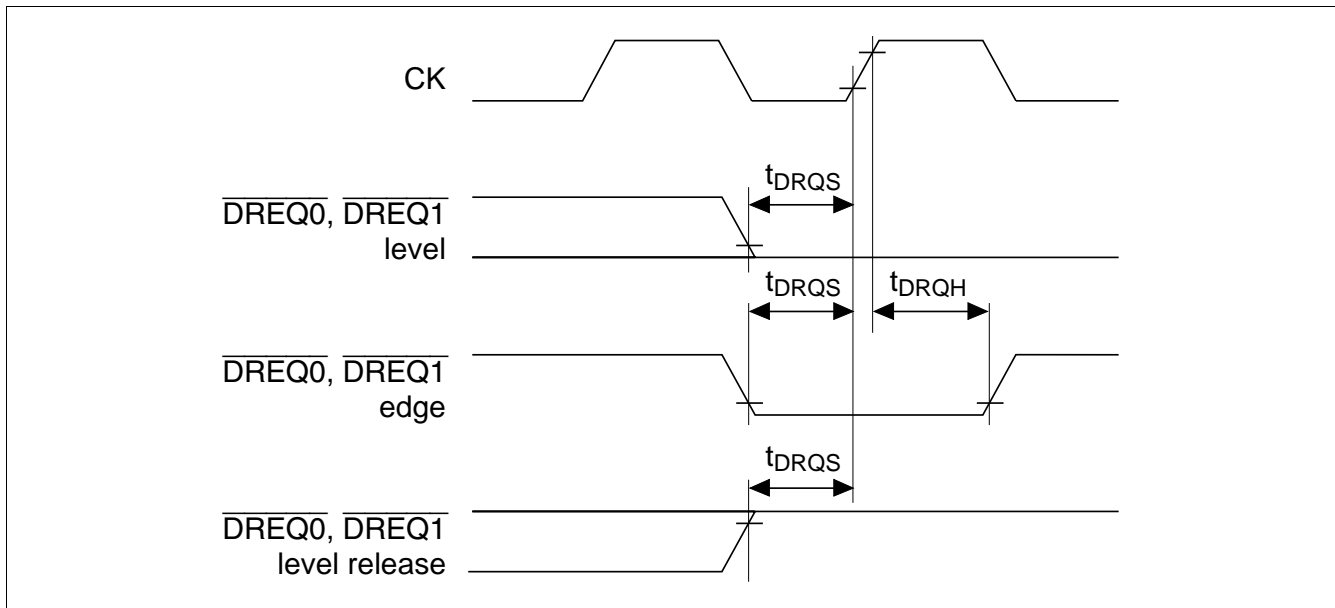 CK
tDRQS
DREQ0, DREQ1
level
tDRQS
tDRQH
DREQ0, DREQ1
edge
tDRQS
DREQ0, DREQ1
level release